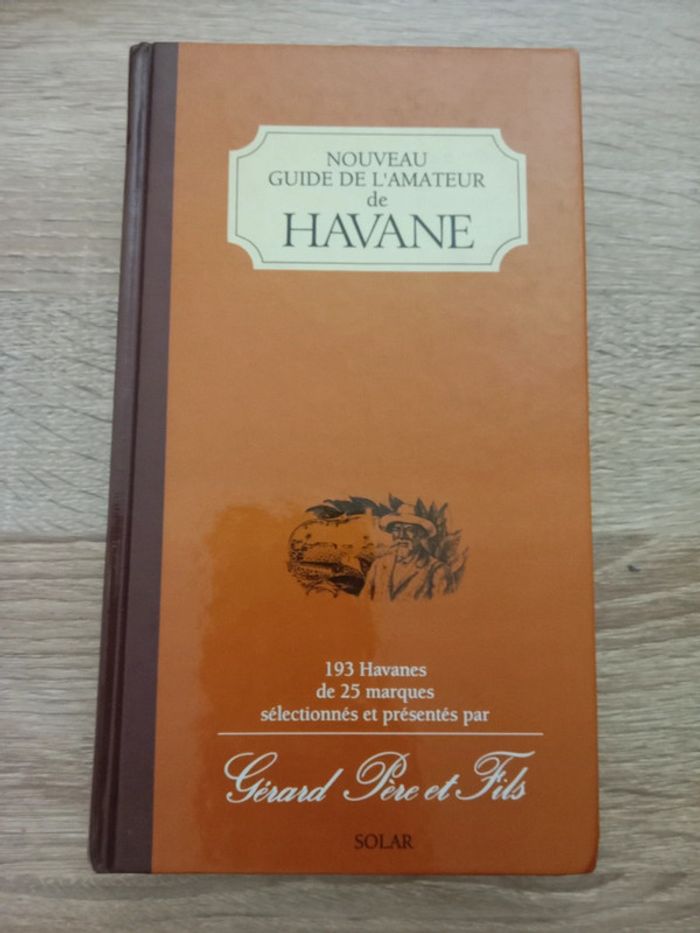 NOUVEAU
GUIDE DE L'AMATEUR
de
HAVANE
193 Havanes
de 25 marques
sélectionnés et présentés par
Gérard Père et Fils
SOLAR